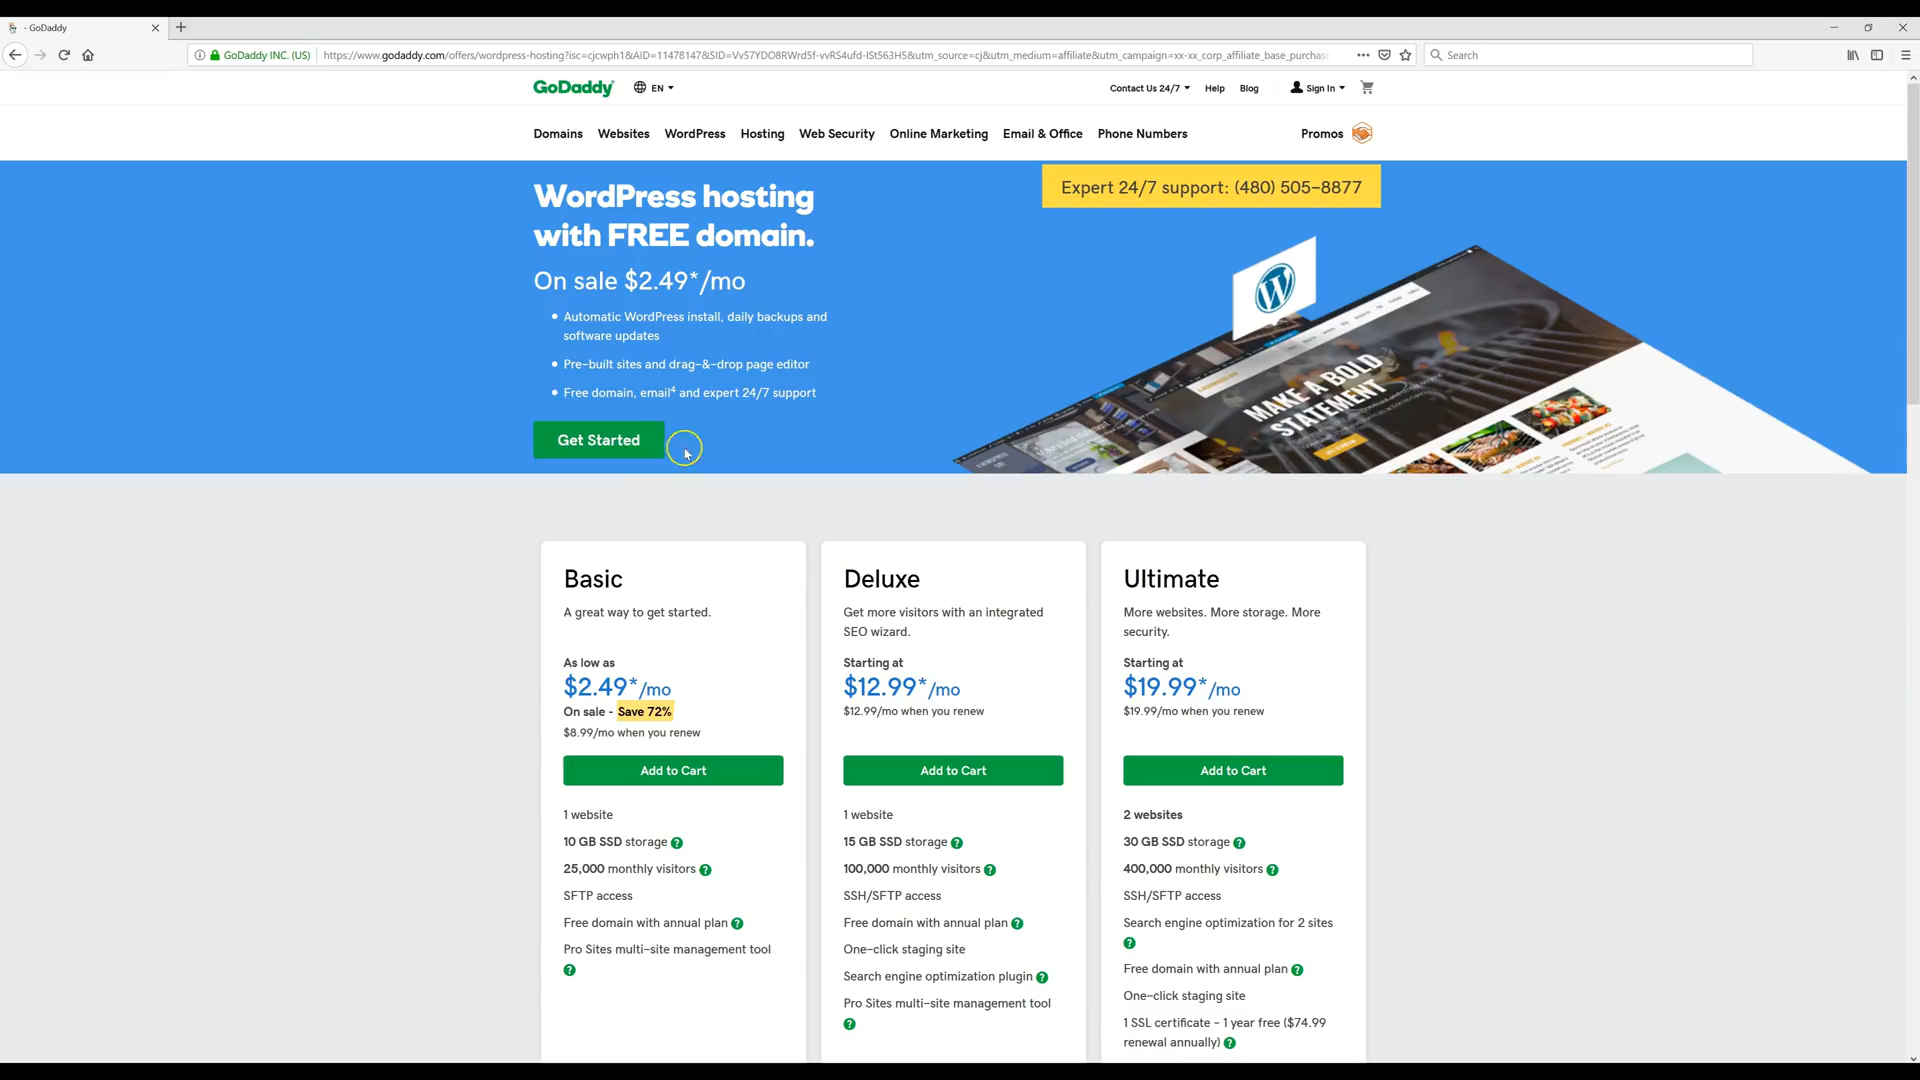 - GoDaddy
GoDaddy INC. (US)
https://www.godaddy.com/offers/wordpress-hosting?isc=cjcwph1&AID=11478147&SID=Vv57YDO8RWrd5f-vvRS4ufd-lSt563H5&utm_source=cj&utm_medium=affiliate&utm_campaign=xx-xx_corp_affiliate_base_purchas
Search
GoDaddy
EN
Contact Us 24/7
Help
Blog
Sign In
Domains
Websites
WordPress
Hosting
Web Security
Online Marketing
Email & Office
Phone Numbers
Promos
WordPress hosting
with FREE domain.
Expert 24/7 support: (480) 505-8877
On sale $2.49*/mo
• Automatic WordPress install, daily backups and
software updates
• Pre-built sites and drag-&-drop page editor
• Free domain, email4 and expert 24/7 support
Get Started
MAKE A BOLD
STATEMENT
Basic
A great way to get started.
As low as
$2.49*/mo
On sale - Save 72%
$8.99/mo when you renew
Add to Cart
1 website
10 GB SSD storage ?
25,000 monthly visitors ?
SFTP access
Free domain with annual plan ?
Pro Sites multi-site management tool
?
Deluxe
Get more visitors with an integrated
SEO wizard.
Starting at
$12.99*/mo
$12.99/mo when you renew
Add to Cart
1 website
15 GB SSD storage ?
100,000 monthly visitors ?
SSH/SFTP access
Free domain with annual plan ?
One-click staging site
Search engine optimization plugin ?
Pro Sites multi-site management tool
?
Ultimate
More websites. More storage. More
security.
Starting at
$19.99*/mo
$19.99/mo when you renew
Add to Cart
2 websites
30 GB SSD storage ?
400,000 monthly visitors ?
SSH/SFTP access
Search engine optimization for 2 sites
?
Free domain with annual plan ?
One-click staging site
1 SSL certificate - 1 year free ($74.99
renewal annually) ?